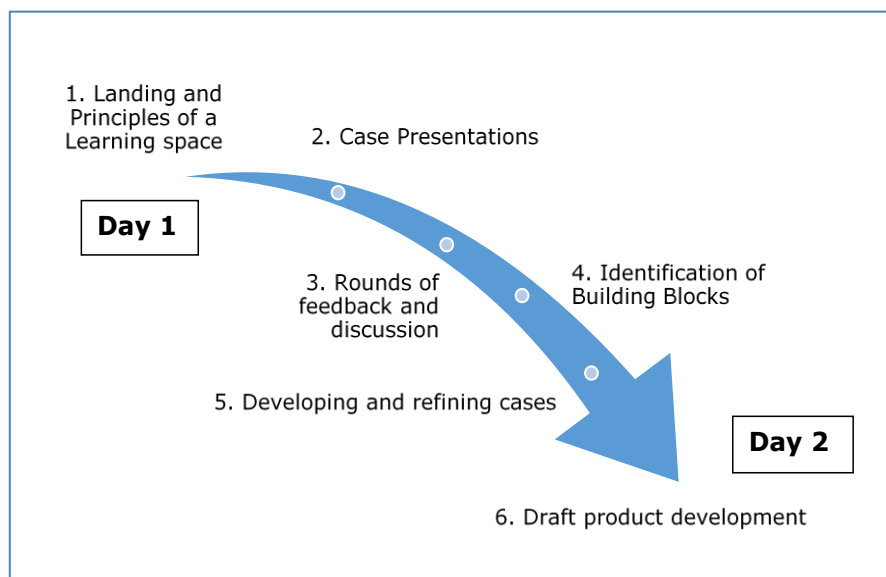 1. Landing and
Principles of a
Learning space
2. Case Presentations
Day 1
3. Rounds of
feedback and
discussion
4. Identification of
Building Blocks
5. Developing and refining cases
Day 2
6. Draft product development